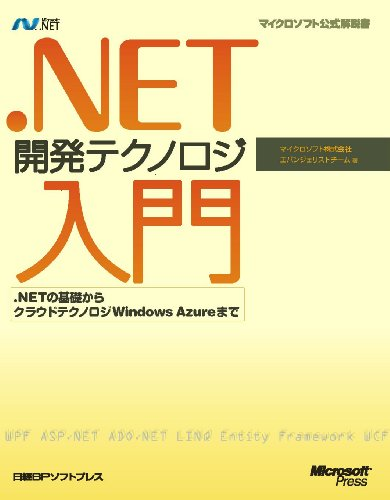 .NET
マイクロソフト公式解説書
.NET
開発テクノロジ
入門
マイクロソフト株式会社
エバンジェリストチーム 著
.NETの基礎から
クラウドテクノロジWindows Azureまで
WPF ASP.NET ADO.NET LINQ Entity Framework WCF
日経BPソフトプレス
Microsoft
Press